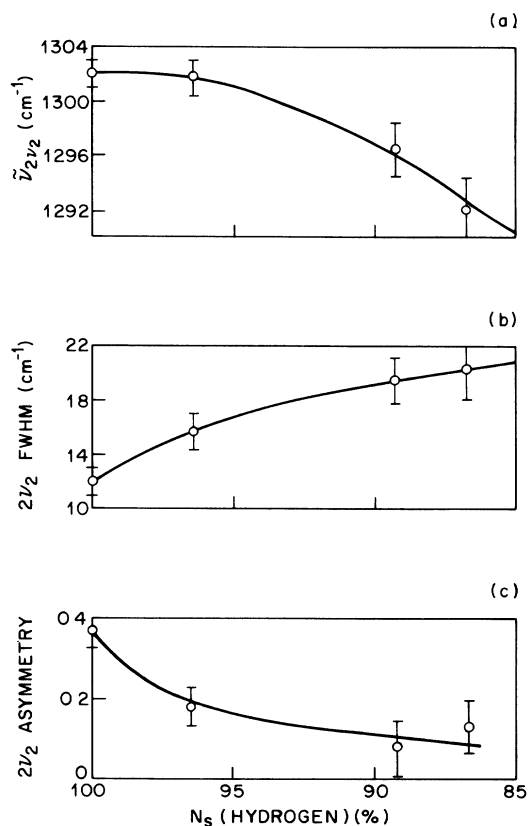 (a)
ν̃2ν2 (cm-1)
1304
1300
1296
1292
(b)
2ν2 FWHM (cm-1)
22
18
14
10
(c)
2ν2 ASYMMETRY
0 4
0 2
0
100 95 90 85
NS (HYDROGEN) (%)